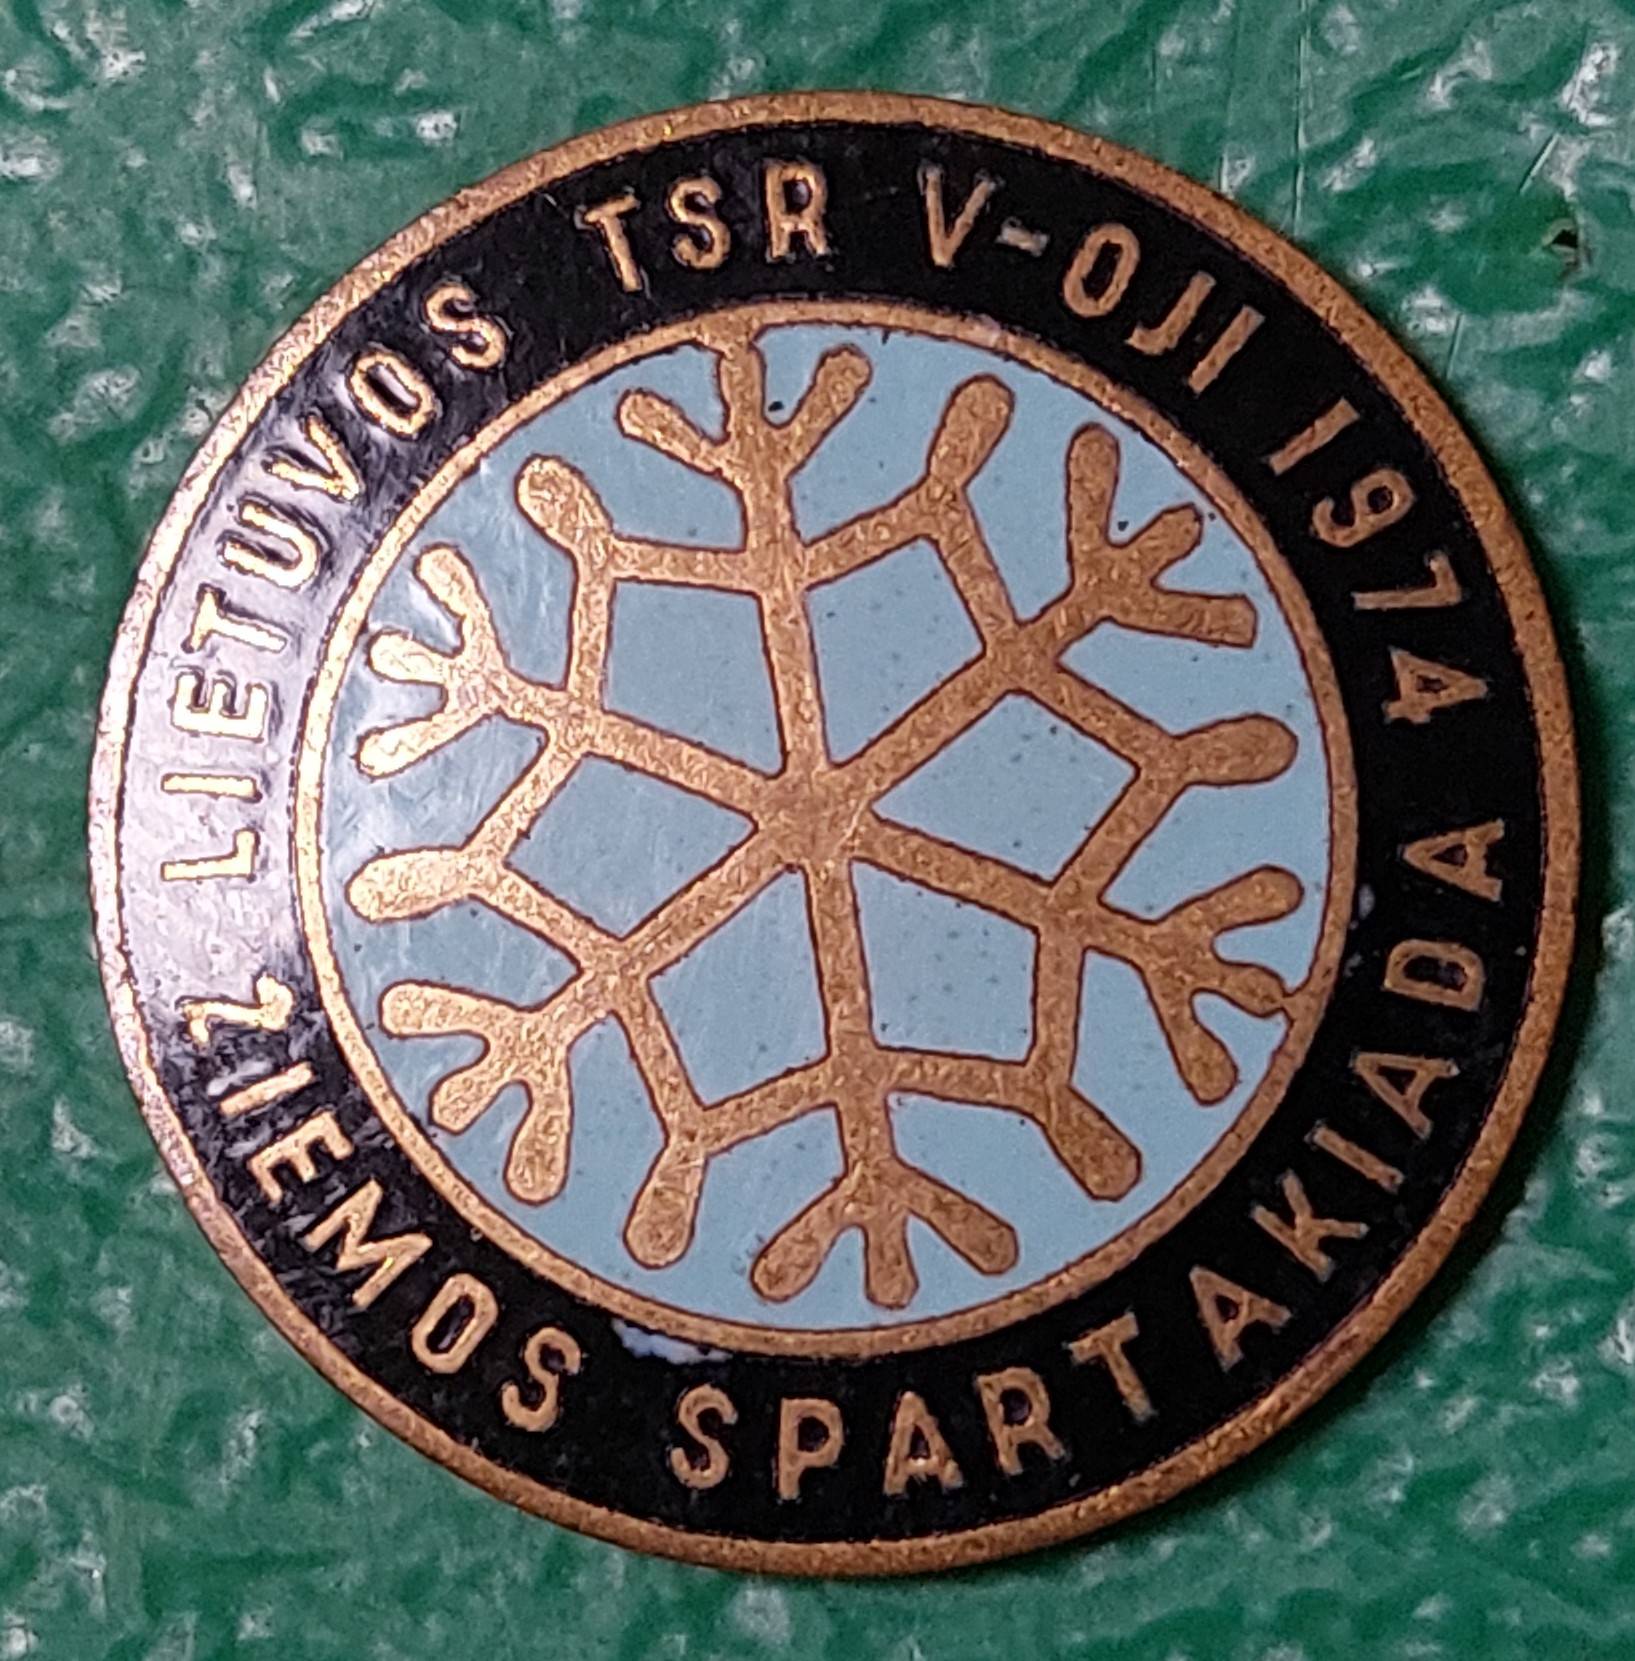 LIETUVOS TSR V-OJI 1974
ŽIEMOS SPARTAKIADA